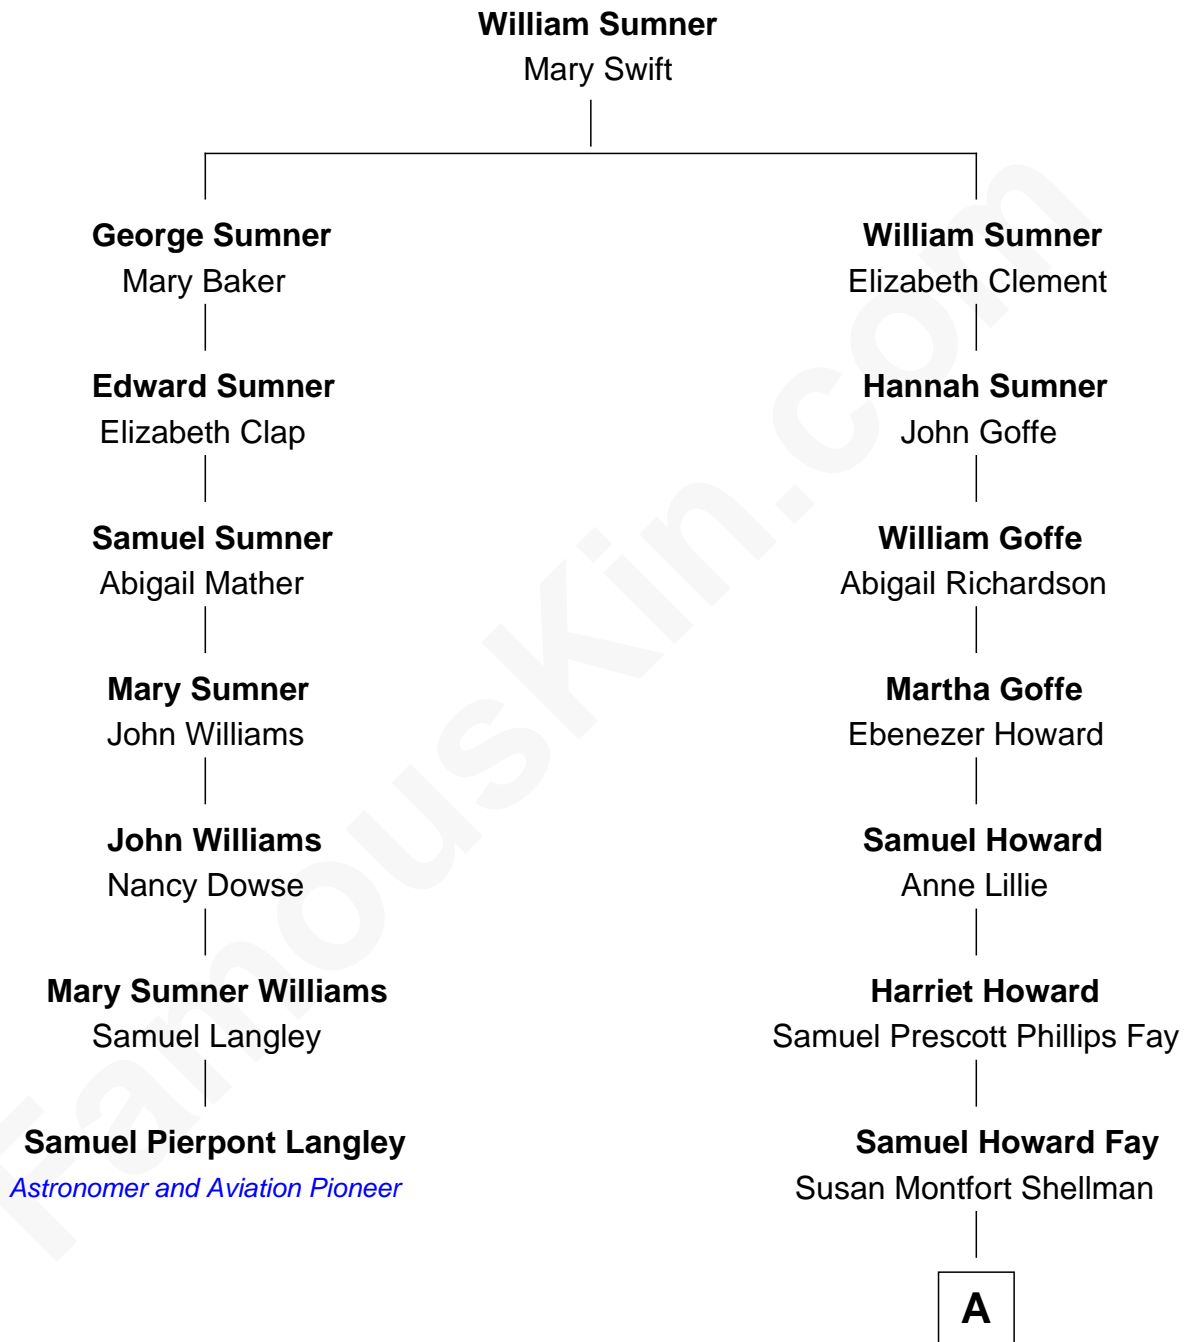 William Sumner
Mary Swift
George Sumner
Mary Baker
William Sumner
Elizabeth Clement
Edward Sumner
Elizabeth Clap
Hannah Sumner
John Goffe
Samuel Sumner
Abigail Mather
William Goffe
Abigail Richardson
Mary Sumner
John Williams
Martha Goffe
Ebenezer Howard
John Williams
Nancy Dowse
Samuel Howard
Anne Lillie
Mary Sumner Williams
Samuel Langley
Harriet Howard
Samuel Prescott Phillips Fay
Samuel Pierpont Langley
Astronomer and Aviation Pioneer
Samuel Howard Fay
Susan Montfort Shellman
A
FamousKin.com